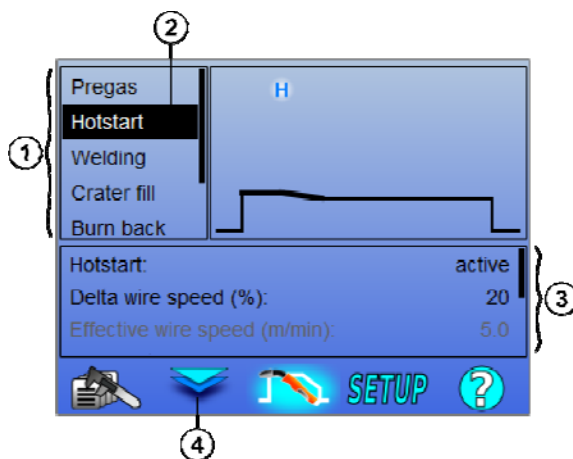 2
Pregas
H
Hotstart
Welding
1
Crater fill
Burn back
Hotstart: active
Delta wire speed (%): 20
3
Effective wire speed (m/min): 5.0
SETUP ?
4